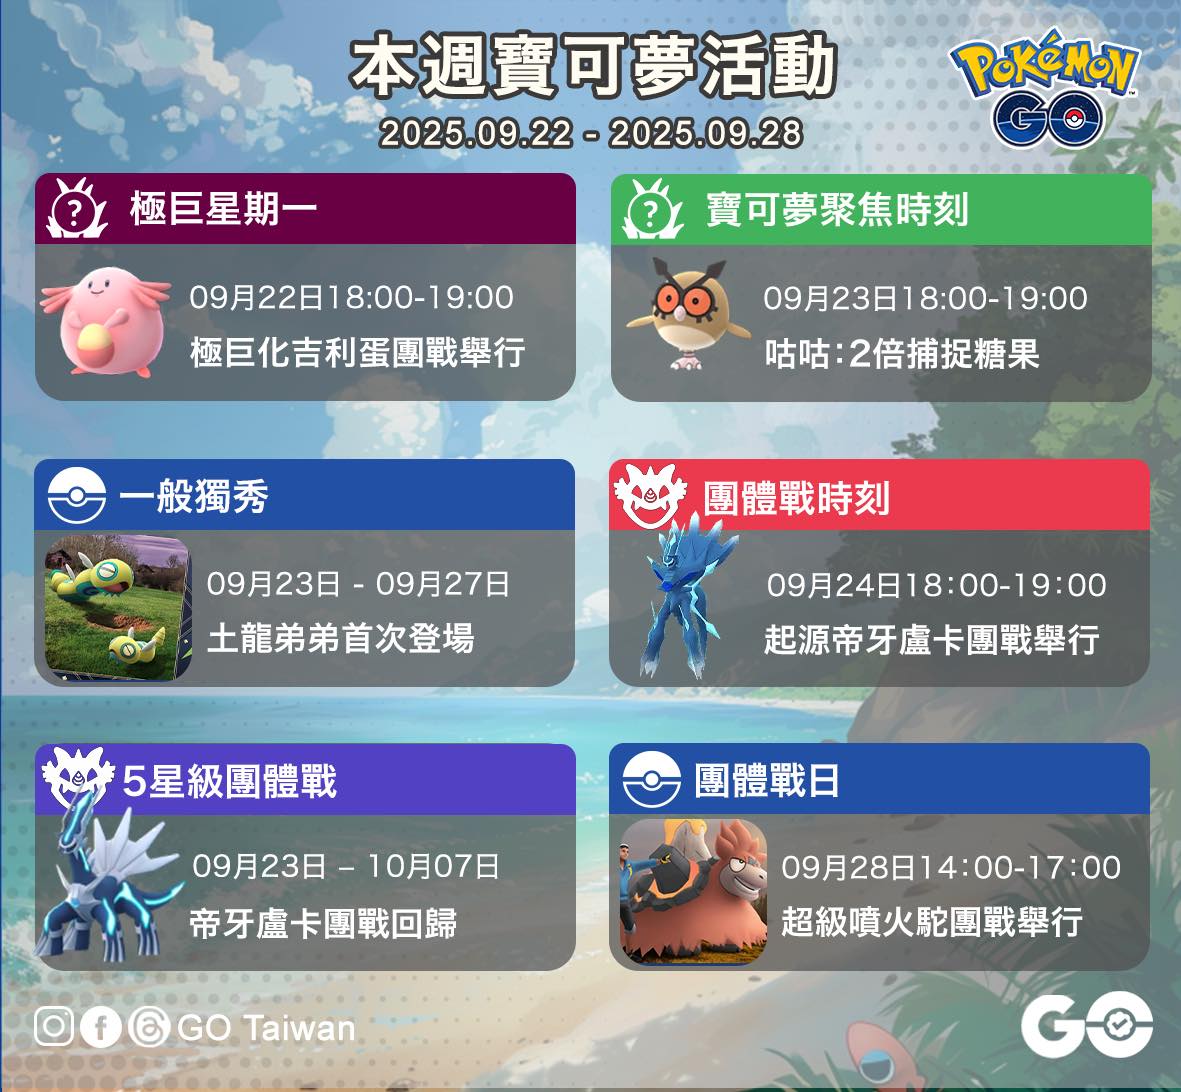 本週寶可夢活動
POKéMON GO
2025.09.22 - 2025.09.28
極巨星期一
09月22日18:00-19:00
極巨化吉利蛋團戰舉行
寶可夢聚焦時刻
09月23日18:00-19:00
咕咕：2倍捕捉糖果
一般獨秀
09月23日 - 09月27日
土龍弟弟首次登場
團體戰時刻
09月24日18：00-19：00
起源帝牙盧卡團戰舉行
5星級團體戰
09月23日 – 10月07日
帝牙盧卡團戰回歸
團體戰日
09月28日14：00-17：00
超級噴火駝團戰舉行
GO Taiwan
GO